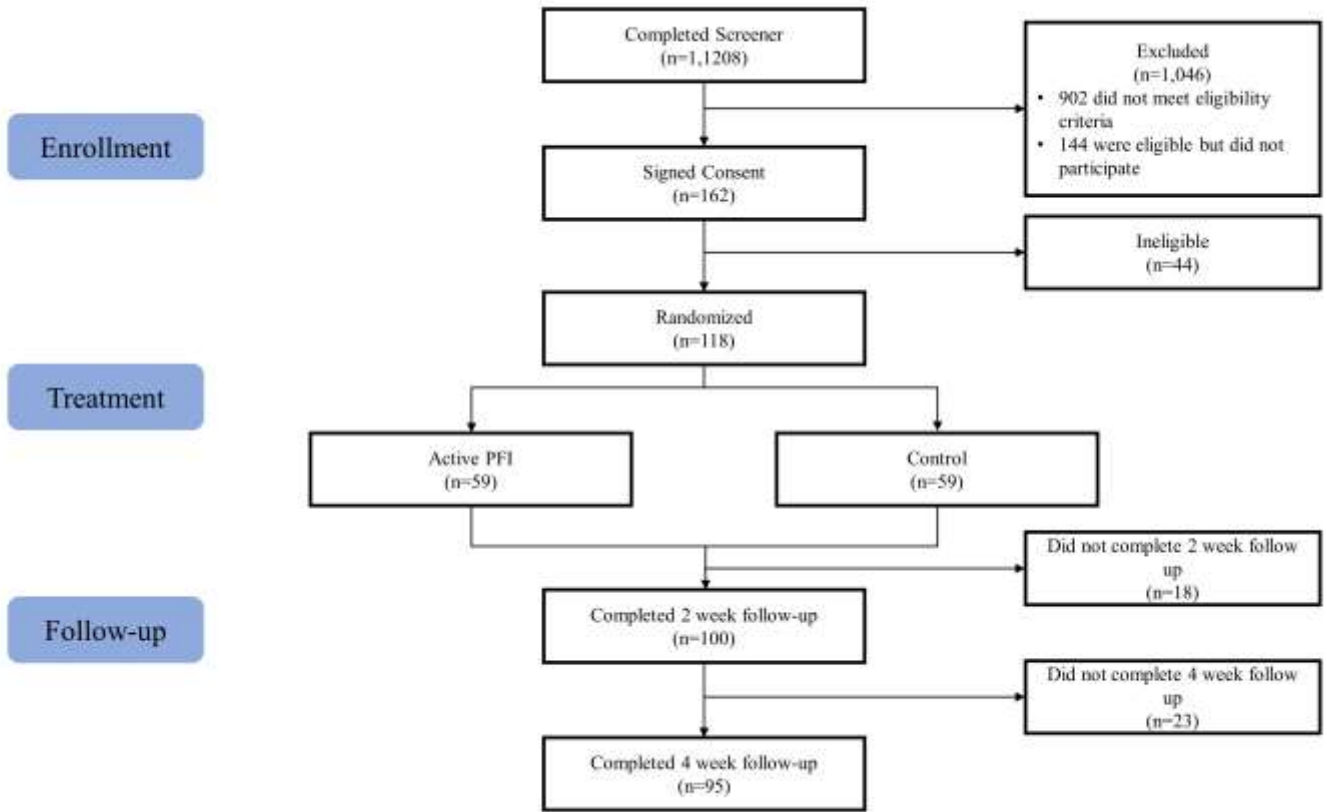 Completed Screener
(n=1,1208)
Excluded
(n=1,046)
• 902 did not meet eligibility
criteria
• 144 were eligible but did not
participate
Enrollment
Signed Consent
(n=162)
Ineligible
(n=44)
Randomized
(n=118)
Treatment
Active PFI
(n=59)
Control
(n=59)
Did not complete 2 week follow
up
(n=18)
Follow-up
Completed 2 week follow-up
(n=100)
Did not complete 4 week follow
up
(n=23)
Completed 4 week follow-up
(n=95)